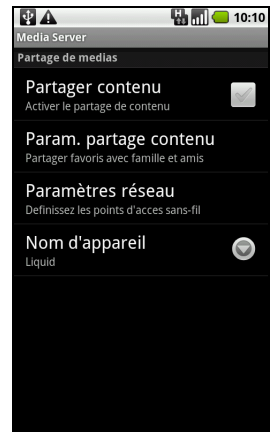 H 10:10
Media Server
Partage de medias
Partager contenu
Activer le partage de contenu
Param. partage contenu
Partager favoris avec famille et amis
Paramètres réseau
Definissez les points d'acces sans-fil
Nom d'appareil
Liquid